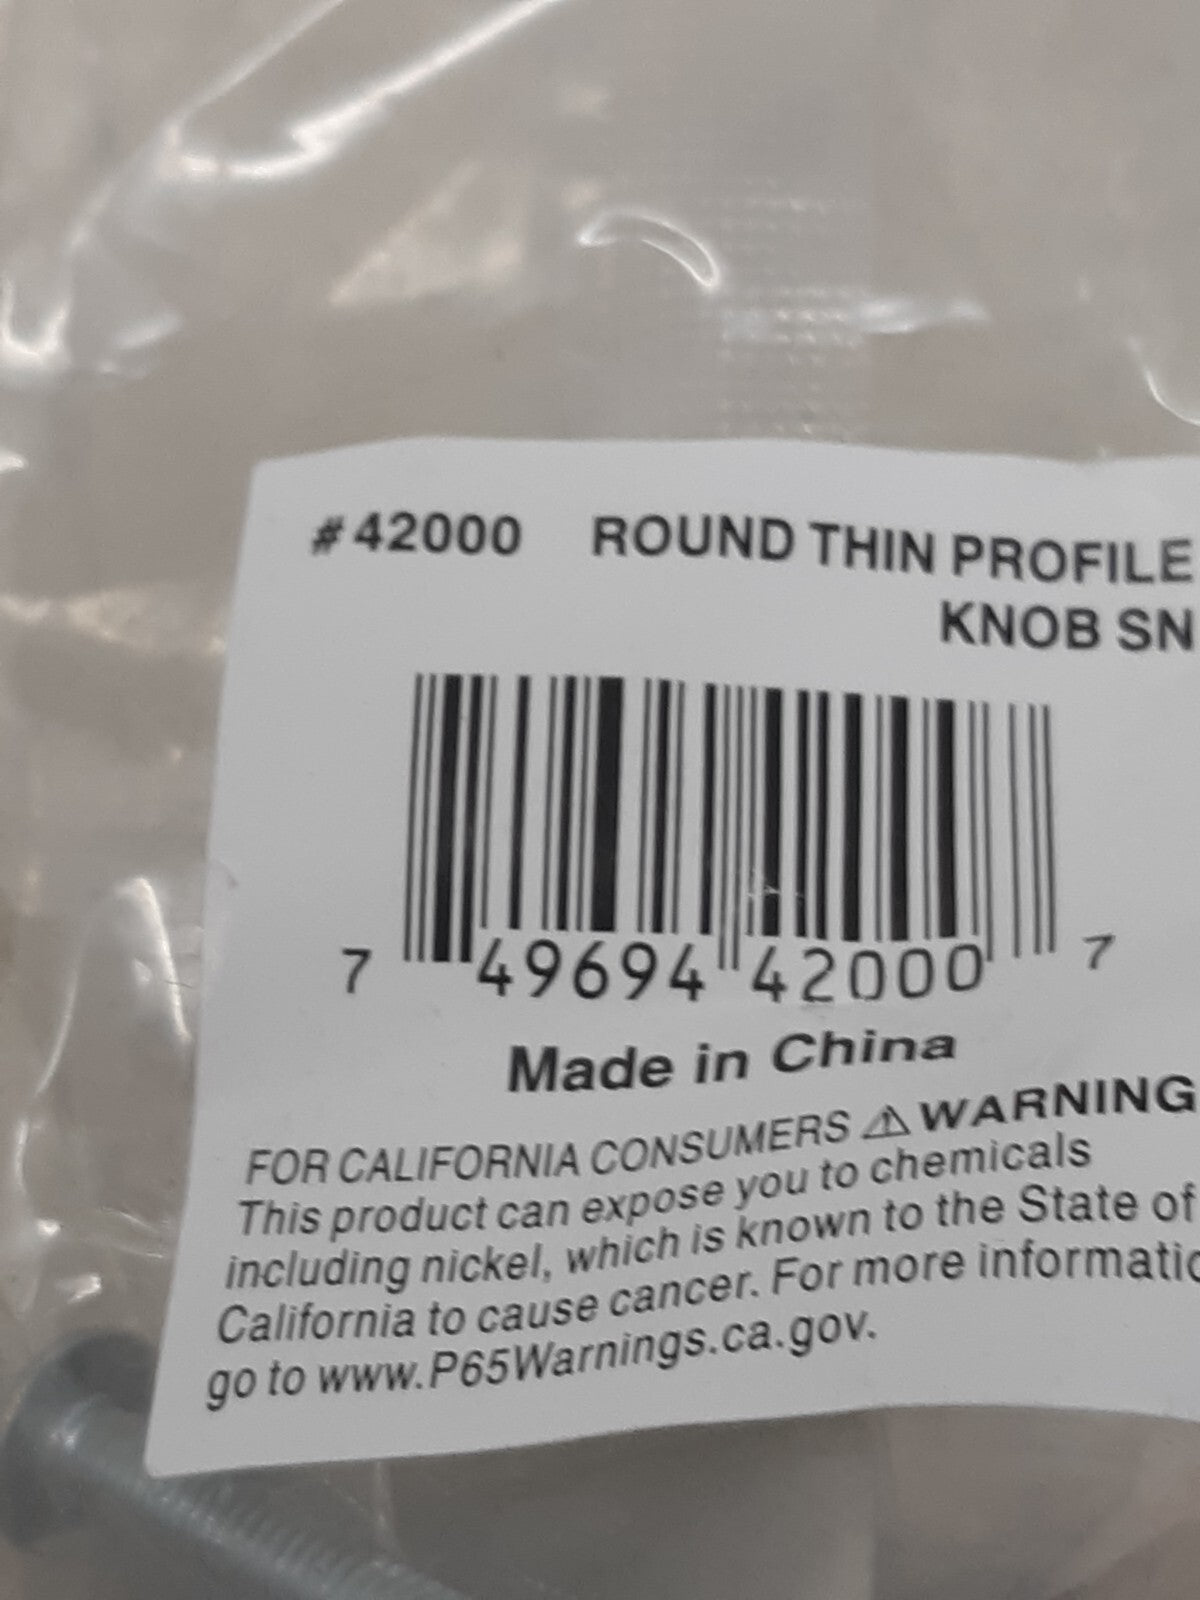 #42000 ROUND THIN PROFILE
KNOB SN
7 49694 42000 7
Made in China
FOR CALIFORNIA CONSUMERS ⚠ WARNING
This product can expose you to chemicals
including nickel, which is known to the State of
California to cause cancer. For more informatio
go to www.P65Warnings.ca.gov.